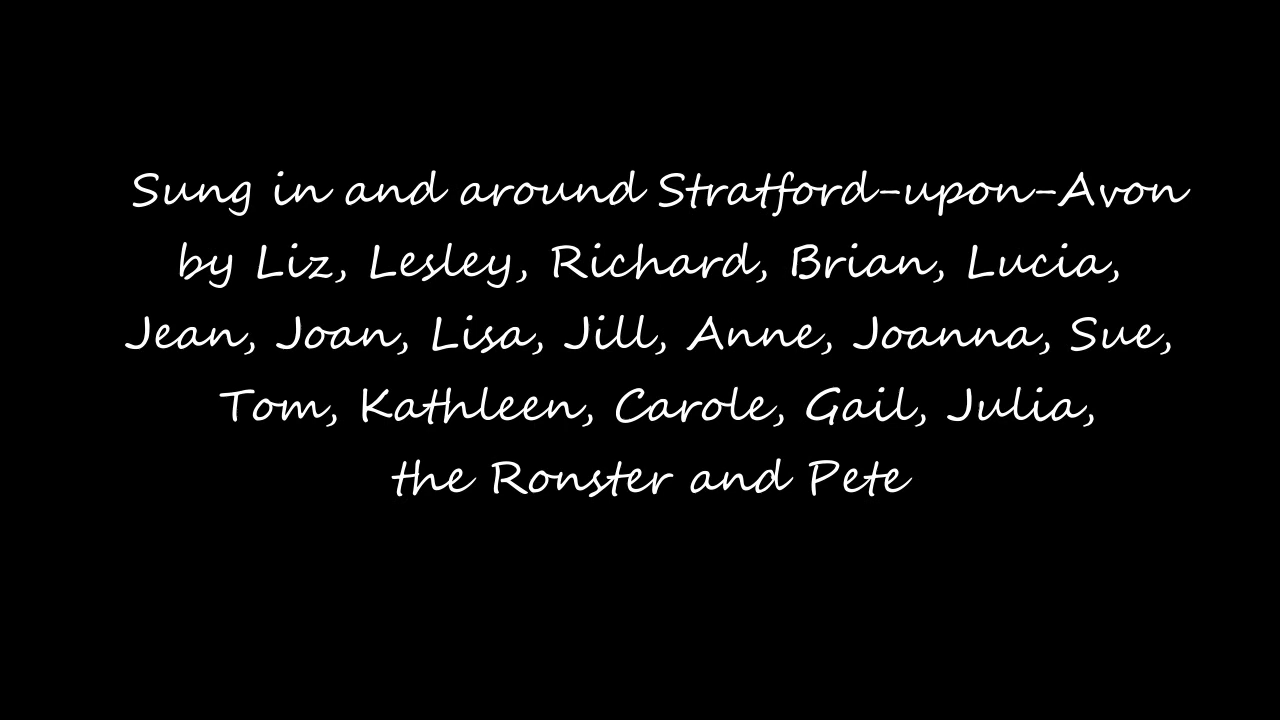 Sung in and around Stratford-upon-Avon
by Liz, Lesley, Richard, Brian, Lucia,
Jean, Joan, Lisa, Jill, Anne, Joanna, Sue,
Tom, Kathleen, Carole, Gail, Julia,
the Ronster and Pete